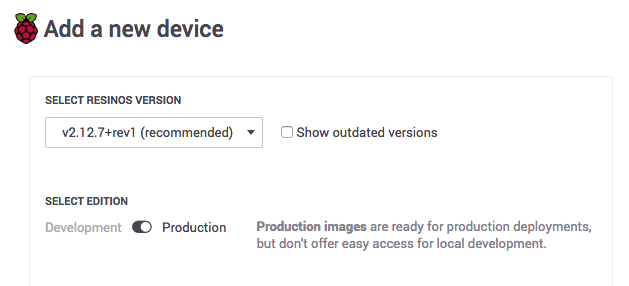 Add a new device
SELECT RESINOS VERSION
v2.12.7+rev1 (recommended)
Show outdated versions
SELECT EDITION
Development
Production
Production images are ready for production deployments,
but don't offer easy access for local development.